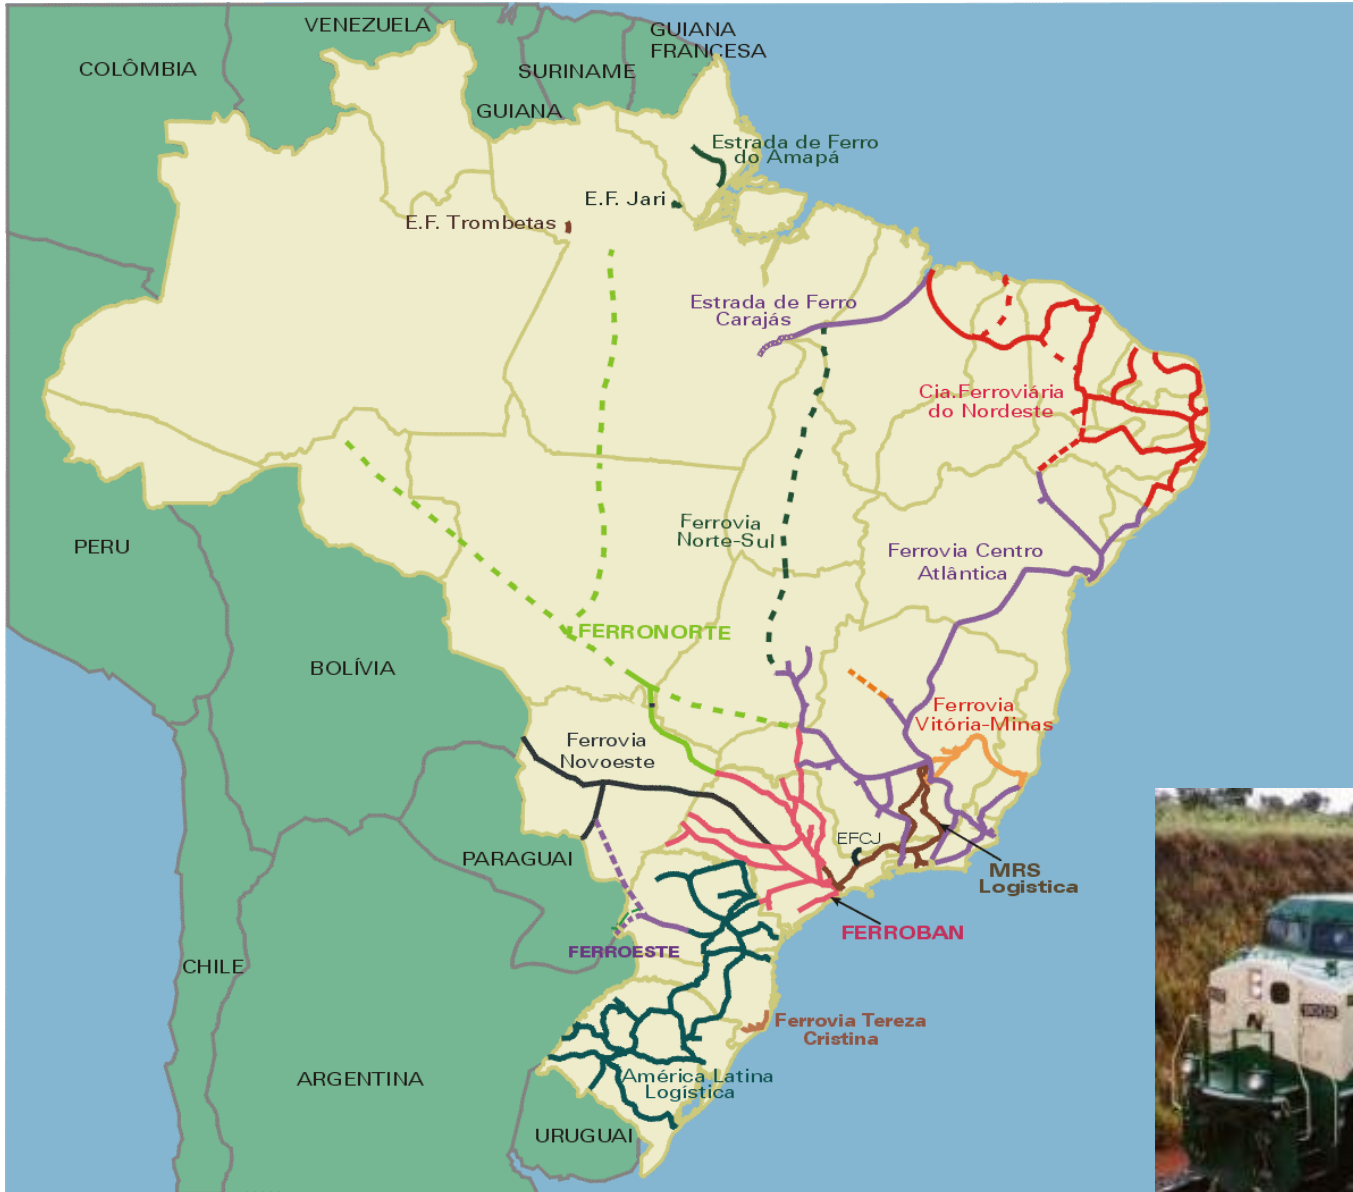 VENEZUELA
GUIANA
FRANCESA
COLÔMBIA
SURINAME
GUIANA
Estrada de Ferro
do Amapá
E.F. Jari
E.F. Trombetas
Estrada de Ferro
Carajás
Cia.Ferroviária
do Nordeste
Ferrovia
Norte-Sul
PERU
Ferrovia Centro
Atlântica
FERRONORTE
BOLÍVIA
Ferrovia
Vitória-Minas
Ferrovia
Novoeste
EFCJ
PARAGUAI
MRS
Logistica
FERROBAN
FERROESTE
CHILE
Ferrovia Tereza
Cristina
ARGENTINA
América Latina
Logística
URUGUAI
N